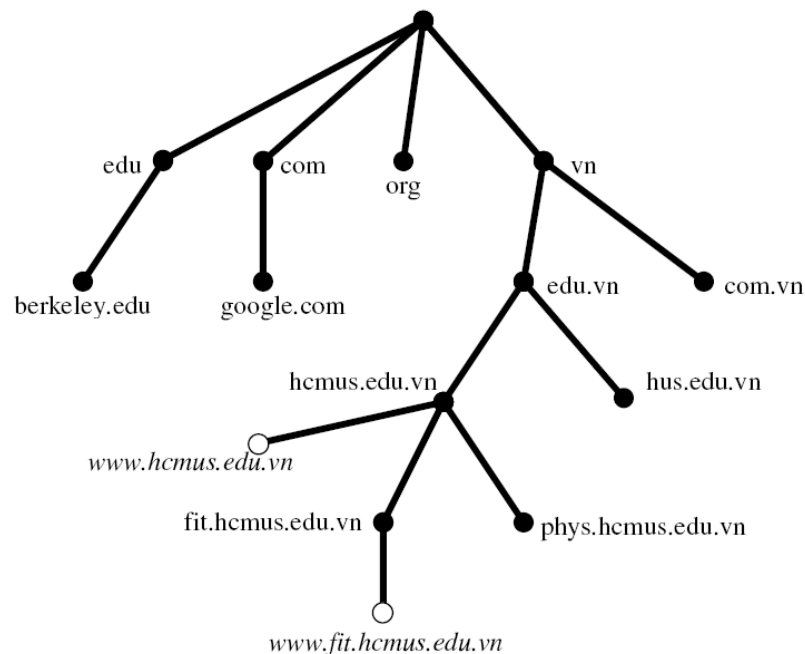 edu
com
org
vn
berkeley.edu
google.com
edu.vn
com.vn
hcmus.edu.vn
hus.edu.vn
www.hcmus.edu.vn
fit.hcmus.edu.vn
phys.hcmus.edu.vn
www.fit.hcmus.edu.vn